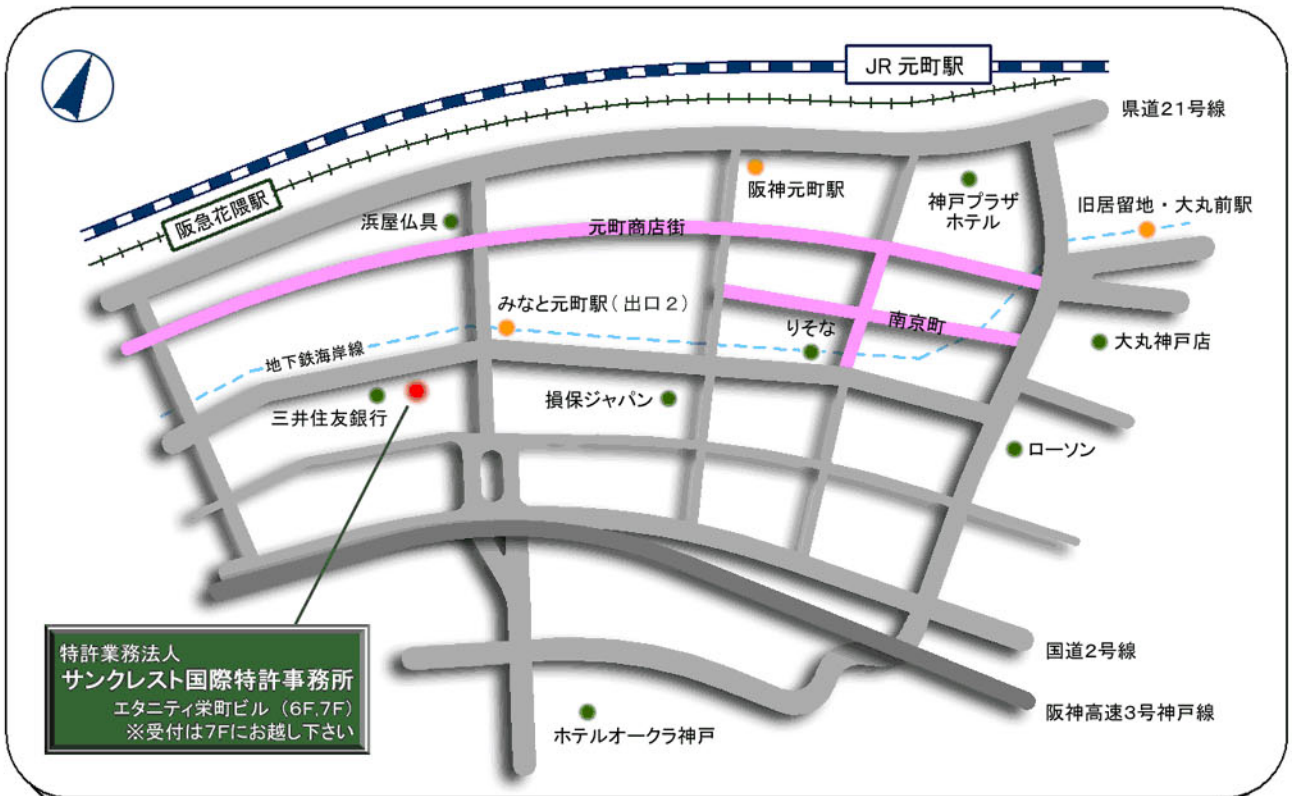 JR 元町駅
県道21号線
阪急花隈駅
浜屋仏具
阪神元町駅
神戸プラザ
ホテル
旧居留地・大丸前駅
元町商店街
みなと元町駅(出口2)
りそな
南京町
大丸神戸店
地下鉄海岸線
三井住友銀行
損保ジャパン
ローソン
特許業務法人
サンクレスト国際特許事務所
エタニティ栄町ビル (6F,7F)
※受付は7Fにお越し下さい
国道2号線
阪神高速3号神戸線
ホテルオークラ神戸